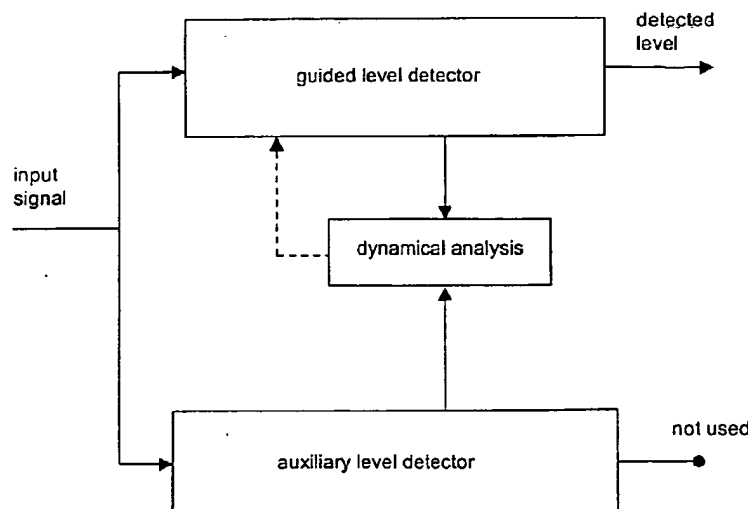 detected
level
guided level detector
input
signal
dynamical analysis
not used
auxiliary level detector